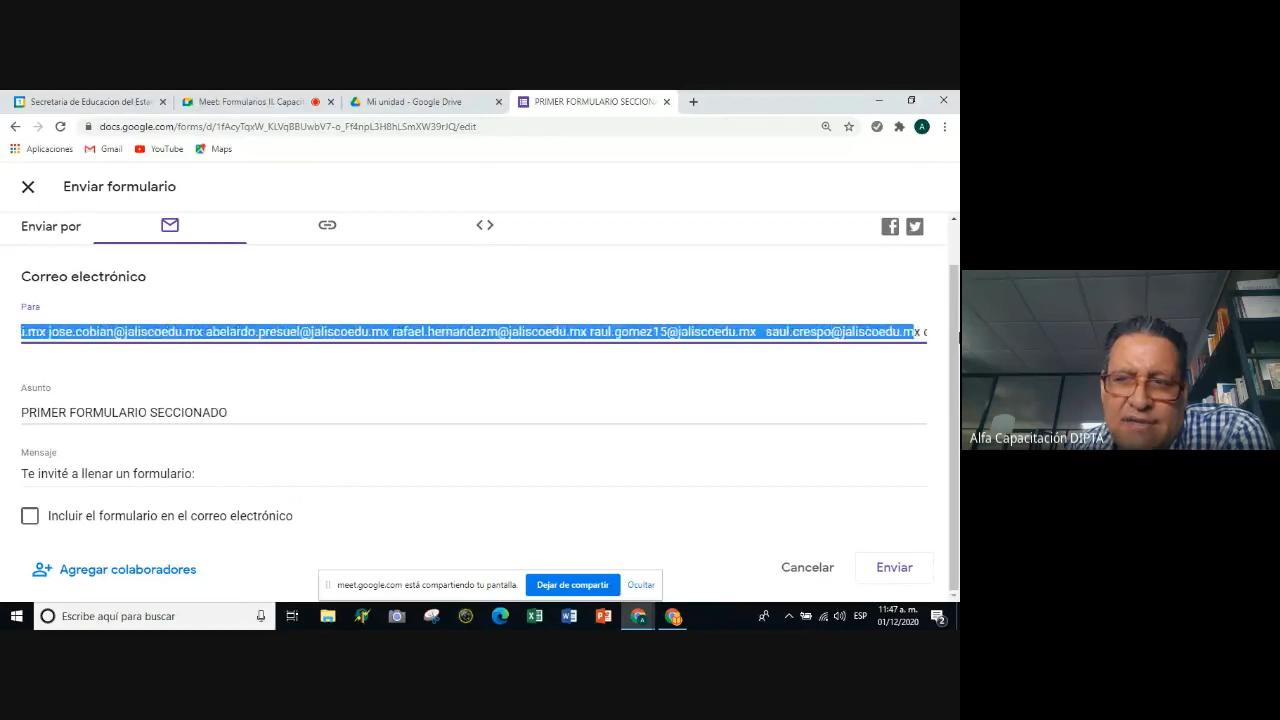 Secretaria de Educacion del Esta
Meet: Formularios II. Capaci
Mi unidad - Google Drive
PRIMER FORMULARIO SECCION
docs.google.com/forms/d/1fAcyTqxW_KLVqBBUwbV7-o_Ff4npL3H8hLSmXW39rJQ/edit
A
Aplicaciones
Gmail
YouTube
Maps
Enviar formulario
Enviar por
Correo electrónico
Para
i.mx jose.cobian@jaliscoedu.mx abelardo.presuel@jaliscoedu.mx rafael.hernandezm@jaliscoedu.mx raul.gomez15@jaliscoedu.mx saul.crespo@jaliscoedu.mx
Asunto
PRIMER FORMULARIO SECCIONADO
Mensaje
Te invité a llenar un formulario:
Incluir el formulario en el correo electrónico
Agregar colaboradores
Cancelar
Enviar
meet.google.com está compartiendo tu pantalla.
Dejar de compartir
Ocultar
Escribe aquí para buscar
ESP
11:47 a. m.
01/12/2020
2
Alfa Capacitación DIPTA